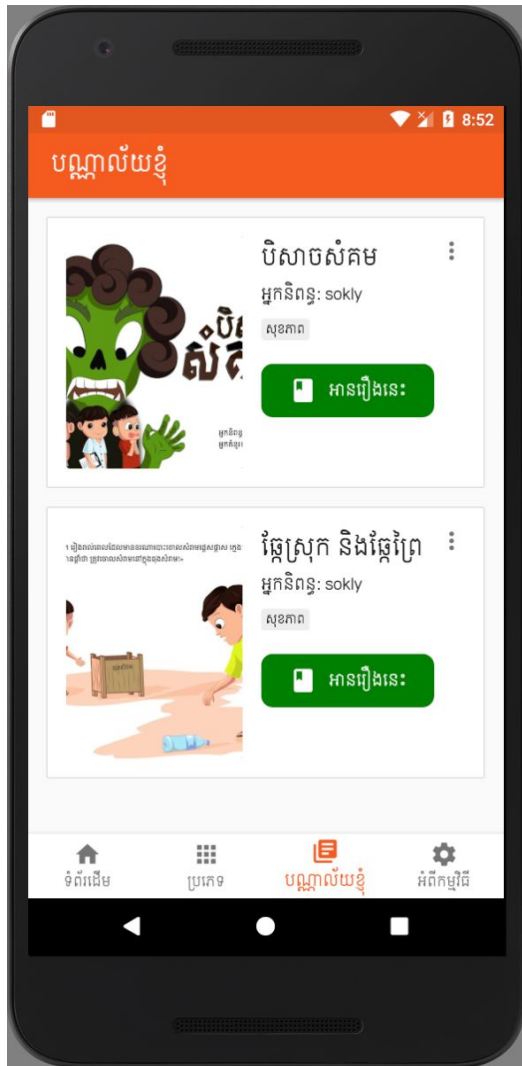 8:52
បណ្ណាល័យខ្ញុំ
បិសាចសំគម
អ្នកនិពន្ធ: sokly
សុខភាព
អានរឿងនេះ
ឆ្កែស្រុក និងឆ្កែព្រៃ
អ្នកនិពន្ធ: sokly
សុខភាព
អានរឿងនេះ
ទំព័រដើម
ប្រភេទ
បណ្ណាល័យខ្ញុំ
អំពីកម្មវិធី